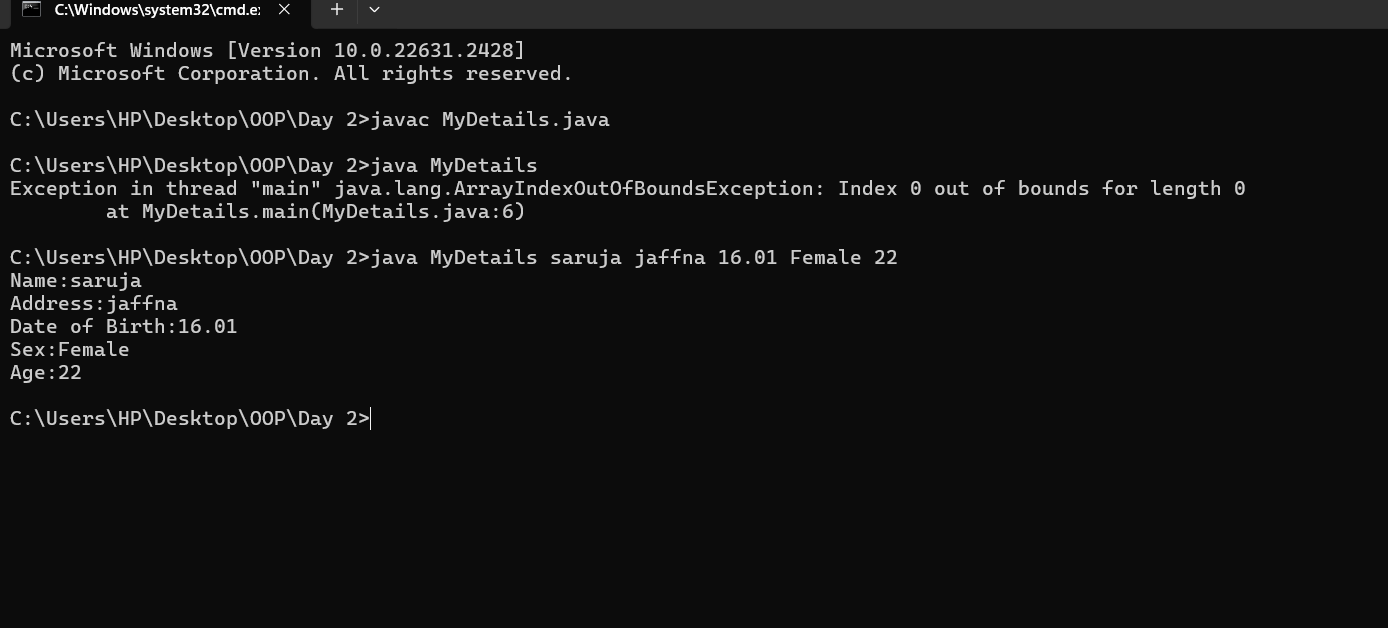 C:\Windows\system32\cmd.e
Microsoft Windows [Version 10.0.22631.2428]
(c) Microsoft Corporation. All rights reserved.
C:\Users\HP\Desktop\OOP\Day 2>javac MyDetails.java
C:\Users\HP\Desktop\OOP\Day 2>java MyDetails
Exception in thread "main" java.lang.ArrayIndexOutOfBoundsException: Index 0 out of bounds for length 0
at MyDetails.main(MyDetails.java:6)
C:\Users\HP\Desktop\OOP\Day 2>java MyDetails saruja jaffna 16.01 Female 22
Name:saruja
Address:jaffna
Date of Birth:16.01
Sex:Female
Age:22
C:\Users\HP\Desktop\OOP\Day 2>